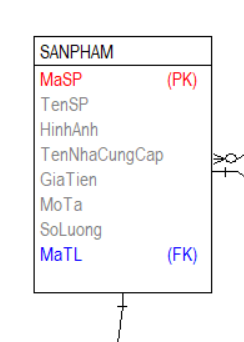 SANPHAM
MaSP (PK)
TenSP
HinhAnh
TenNhaCungCap
GiaTien
MoTa
SoLuong
MaTL (FK)